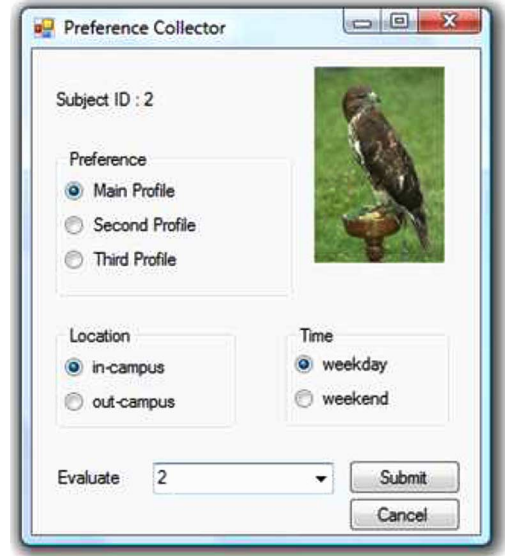 Preference Collector
Subject ID : 2
Preference
Main Profile
Second Profile
Third Profile
Location
in-campus
out-campus
Time
weekday
weekend
Evaluate 2
Submit
Cancel